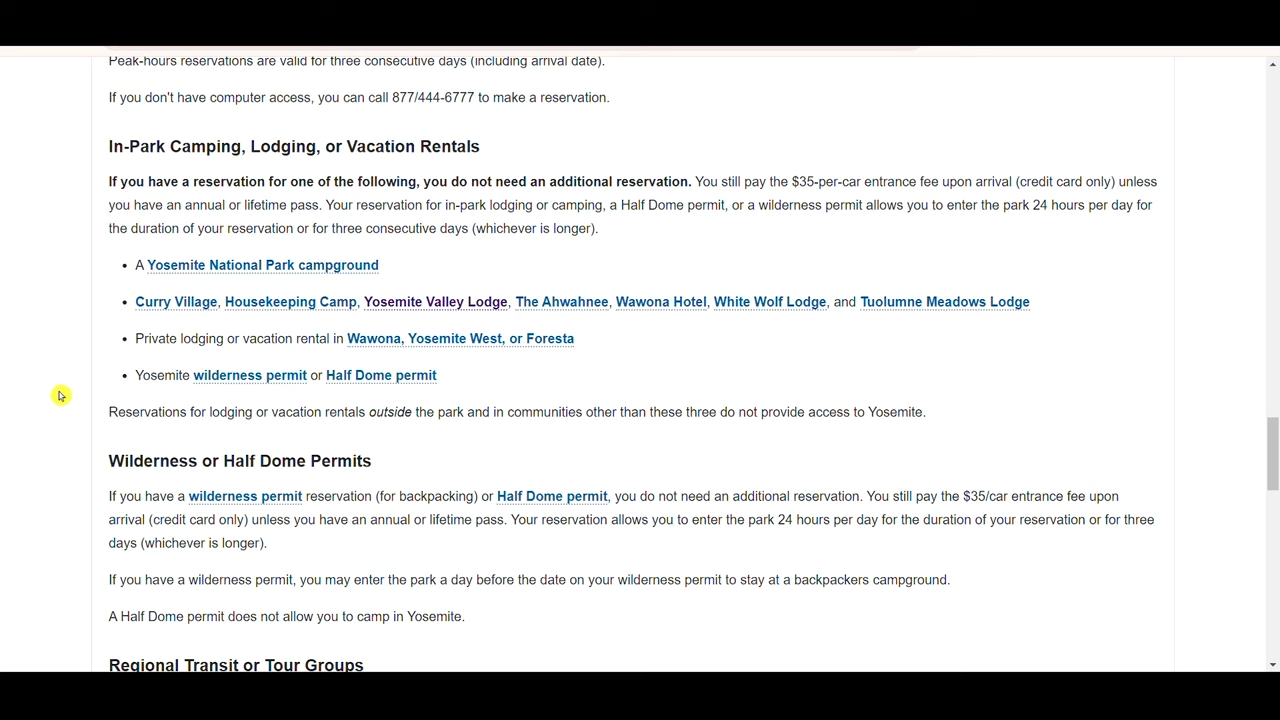 Peak-hours reservations are valid for three consecutive days (including arrival date).
If you don't have computer access, you can call 877/444-6777 to make a reservation.
In-Park Camping, Lodging, or Vacation Rentals
If you have a reservation for one of the following, you do not need an additional reservation. You still pay the $35-per-car entrance fee upon arrival (credit card only) unless
you have an annual or lifetime pass. Your reservation for in-park lodging or camping, a Half Dome permit, or a wilderness permit allows you to enter the park 24 hours per day for
the duration of your reservation or for three consecutive days (whichever is longer).
• A Yosemite National Park campground
• Curry Village, Housekeeping Camp, Yosemite Valley Lodge, The Ahwahnee, Wawona Hotel, White Wolf Lodge, and Tuolumne Meadows Lodge
• Private lodging or vacation rental in Wawona, Yosemite West, or Foresta
• Yosemite wilderness permit or Half Dome permit
Reservations for lodging or vacation rentals outside the park and in communities other than these three do not provide access to Yosemite.
Wilderness or Half Dome Permits
If you have a wilderness permit reservation (for backpacking) or Half Dome permit, you do not need an additional reservation. You still pay the $35/car entrance fee upon
arrival (credit card only) unless you have an annual or lifetime pass. Your reservation allows you to enter the park 24 hours per day for the duration of your reservation or for three
days (whichever is longer).
If you have a wilderness permit, you may enter the park a day before the date on your wilderness permit to stay at a backpackers campground.
A Half Dome permit does not allow you to camp in Yosemite.
Regional Transit or Tour Groups